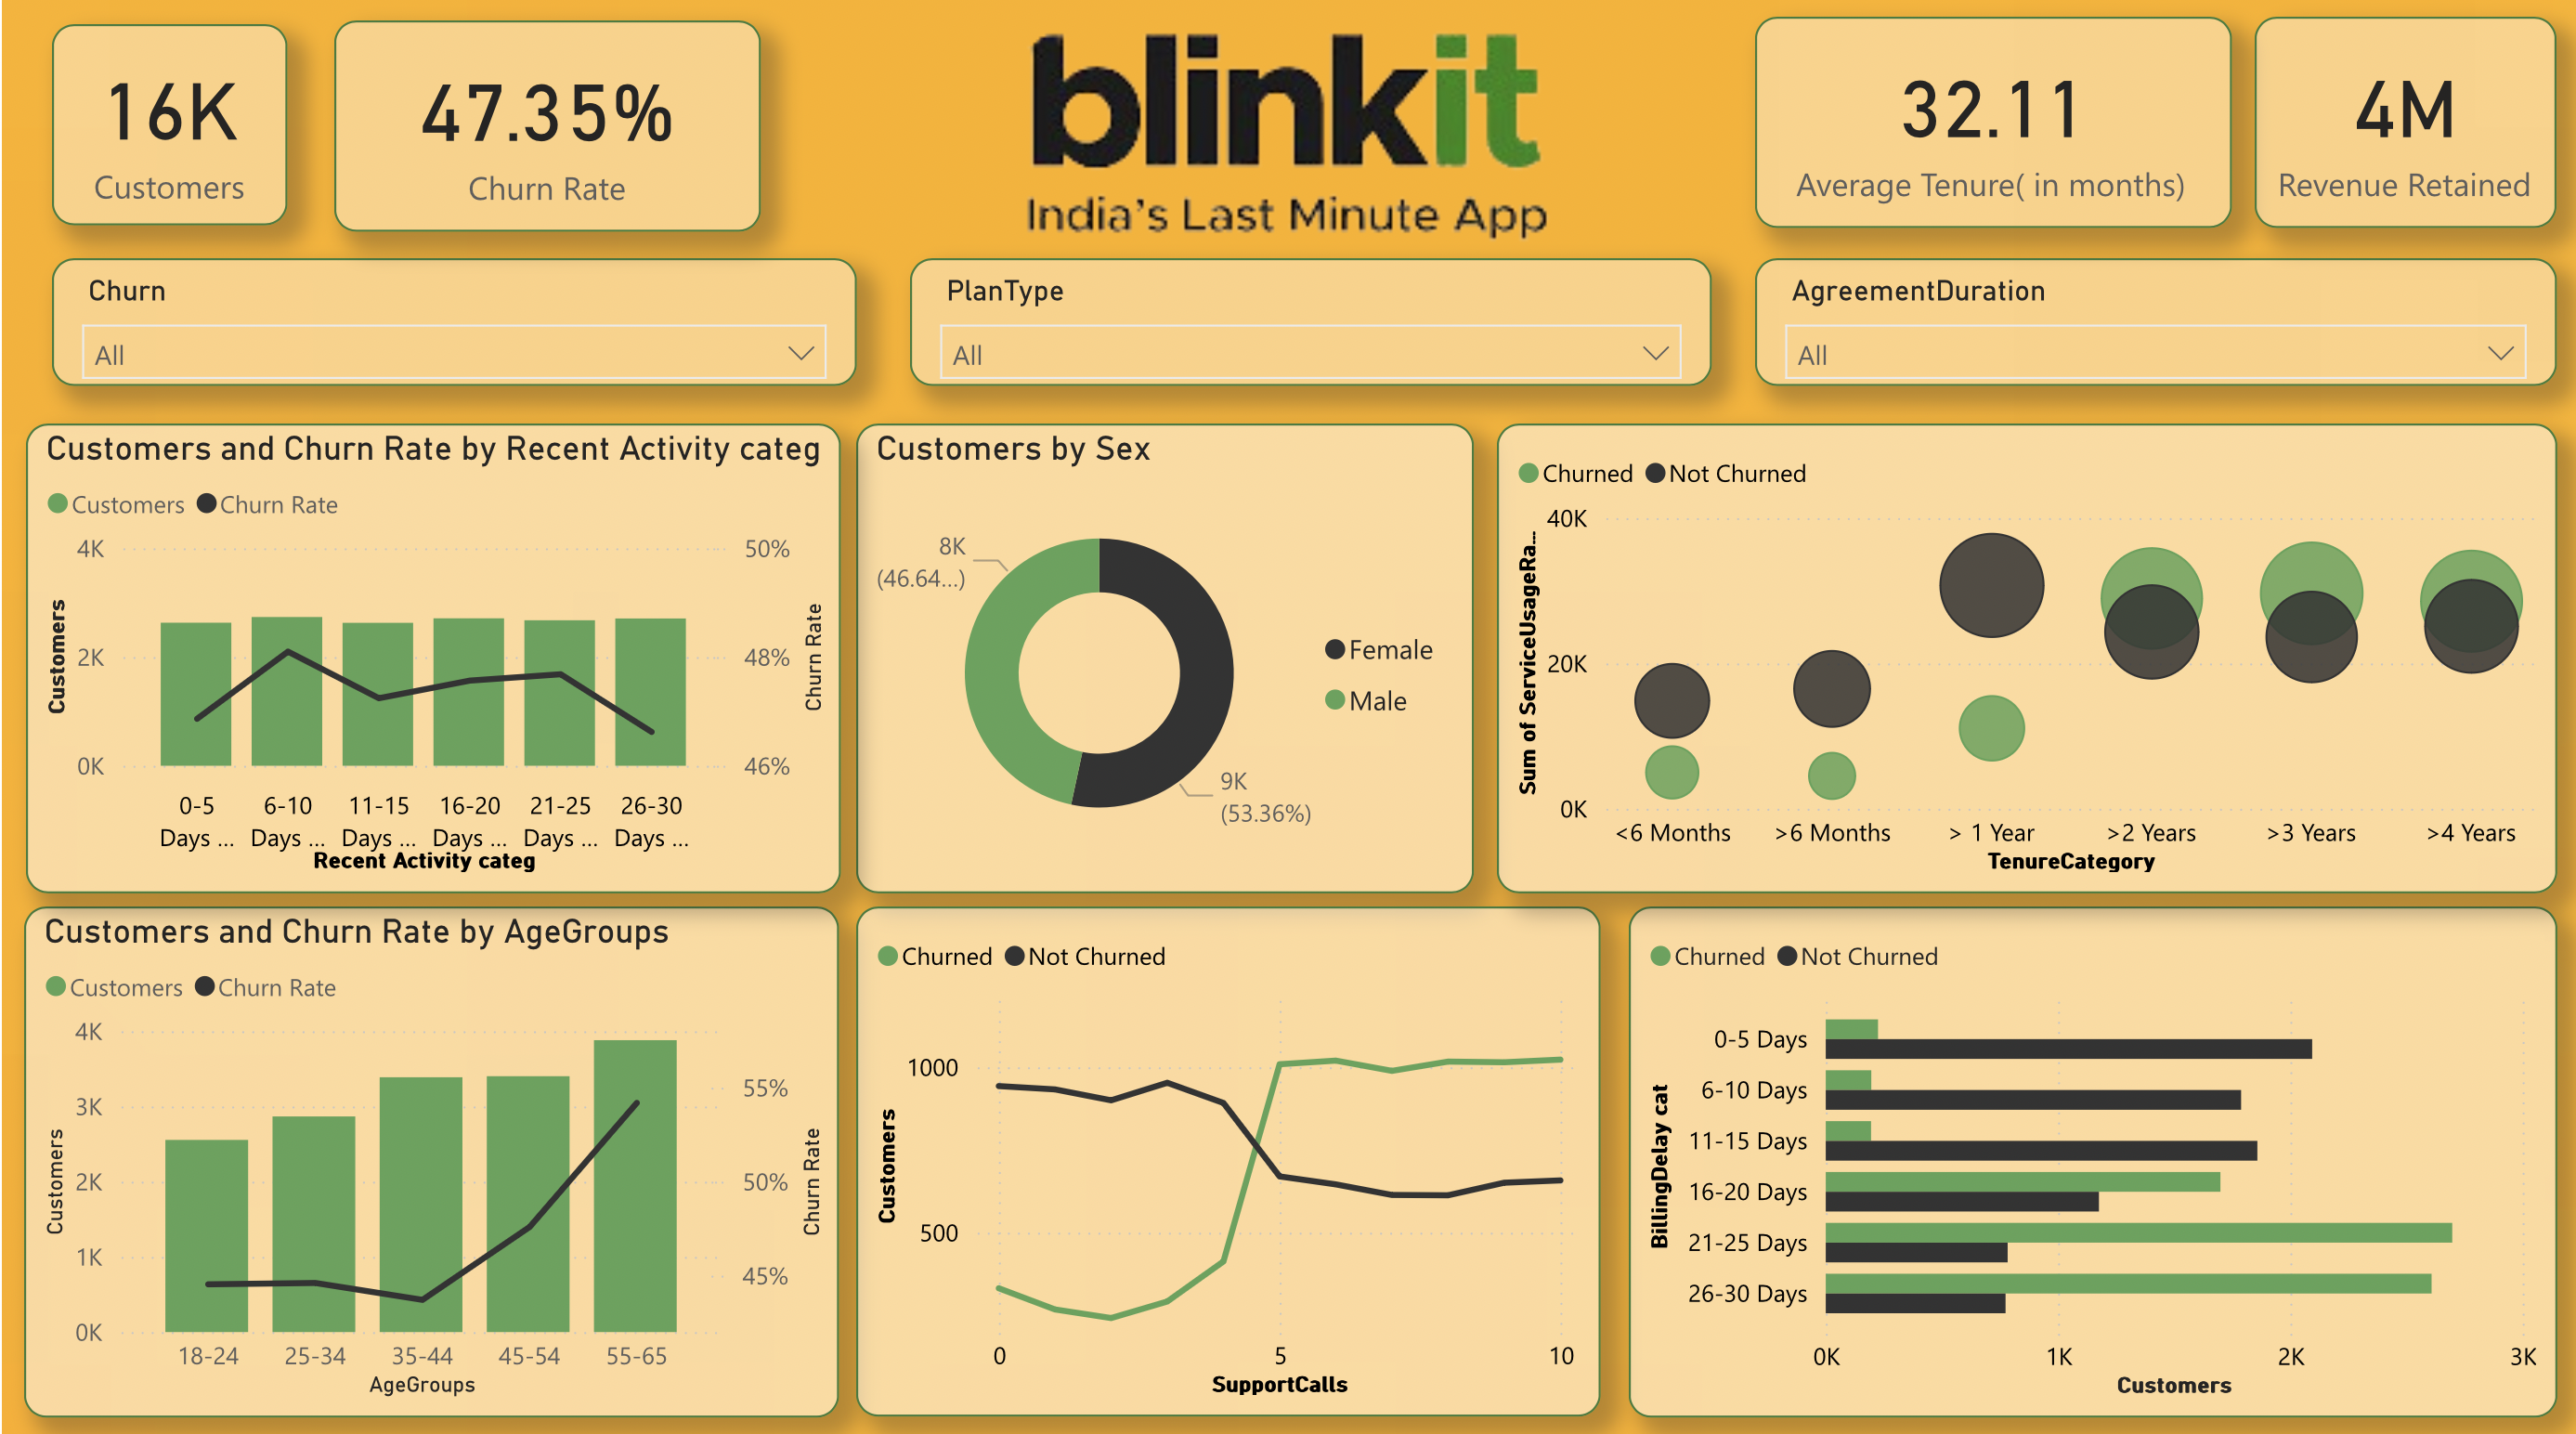 16K
Customers
47.35%
Churn Rate
blinkit
India's Last Minute App
32.11
Average Tenure( in months)
4M
Revenue Retained
Churn
All
PlanType
All
AgreementDuration
All
Customers and Churn Rate by Recent Activity categ
Customers Churn Rate
4K
2K
0K
Customers
50%
48%
46%
Churn Rate
0-5 6-10 11-15 16-20 21-25 26-30
Days ... Days ... Days ... Days ... Days ... Days ...
Recent Activity categ
Customers by Sex
8K
(46.64...)
9K
(53.36%)
Female
Male
Churned Not Churned
40K
20K
0K
Sum of ServiceUsageRa...
<6 Months >6 Months > 1 Year >2 Years >3 Years >4 Years
TenureCategory
Customers and Churn Rate by AgeGroups
Customers Churn Rate
4K
3K
2K
1K
0K
Customers
55%
50%
45%
Churn Rate
18-24 25-34 35-44 45-54 55-65
AgeGroups
Churned Not Churned
1000
500
Customers
0 5 10
SupportCalls
Churned Not Churned
BillingDelay cat
0-5 Days
6-10 Days
11-15 Days
16-20 Days
21-25 Days
26-30 Days
0K 1K 2K 3K
Customers